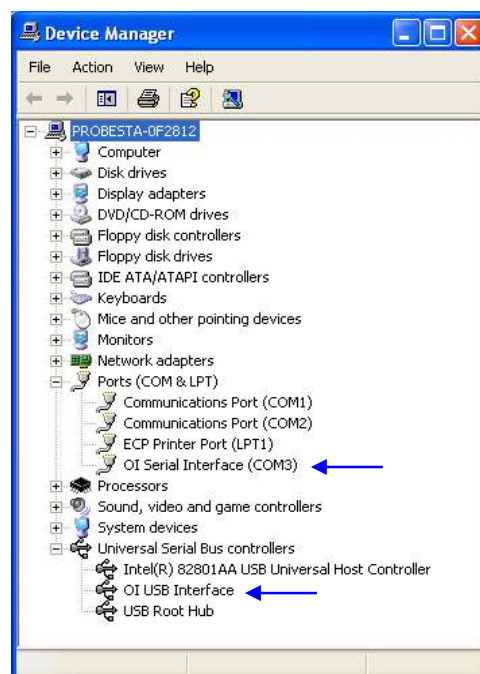 Device Manager
File Action View Help
PROBESTA-0F2812
Computer
Disk drives
Display adapters
DVD/CD-ROM drives
Floppy disk controllers
Floppy disk drives
IDE ATA/ATAPI controllers
Keyboards
Mice and other pointing devices
Monitors
Network adapters
Ports (COM & LPT)
Communications Port (COM1)
Communications Port (COM2)
ECP Printer Port (LPT1)
OI Serial Interface (COM3)
Processors
Sound, video and game controllers
System devices
Universal Serial Bus controllers
Intel(R) 82801AA USB Universal Host Controller
OI USB Interface
USB Root Hub